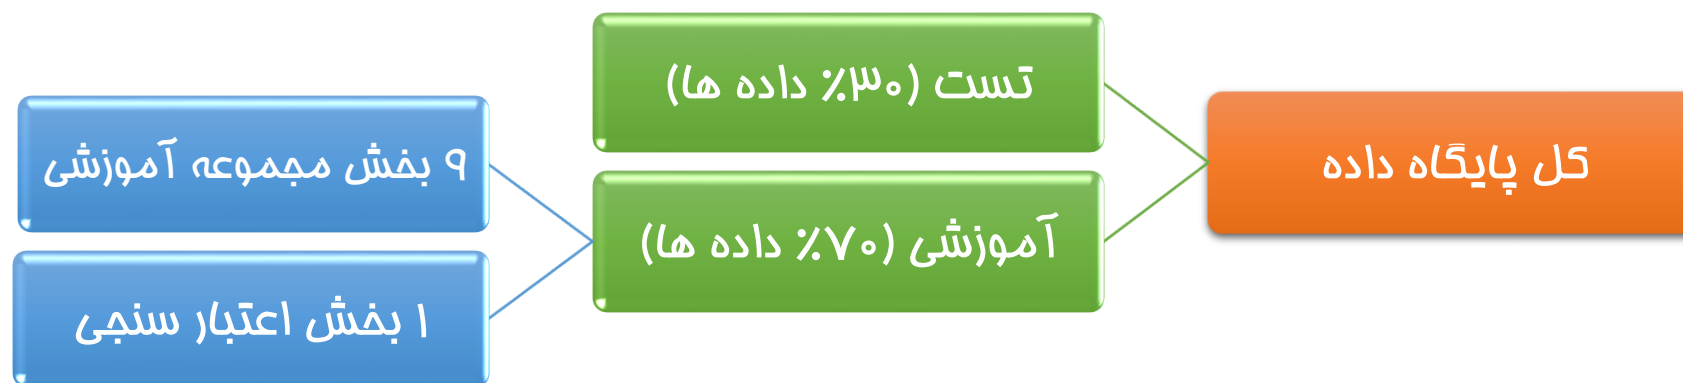 کل پایگاه داده
تست (۳۰٪ داده ها)
آموزشی (۷۰٪ داده ها)
۹ بخش مجموعه آموزشی
۱ بخش اعتبار سنجی